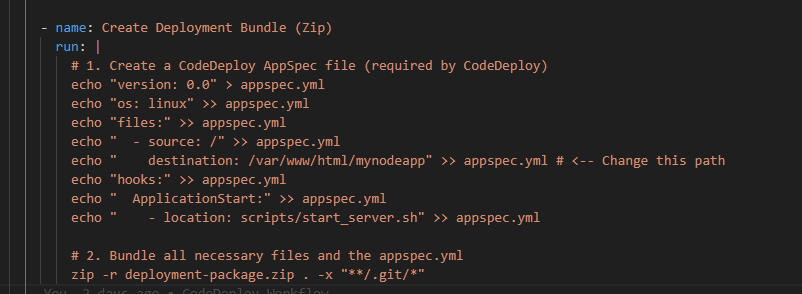 - name: Create Deployment Bundle (Zip)
run: |
# 1. Create a CodeDeploy AppSpec file (required by CodeDeploy)
echo "version: 0.0" > appspec.yml
echo "os: linux" >> appspec.yml
echo "files:" >> appspec.yml
echo "  - source: /" >> appspec.yml
echo "    destination: /var/www/html/mynodeapp" >> appspec.yml # <-- Change this path
echo "hooks:" >> appspec.yml
echo "  ApplicationStart:" >> appspec.yml
echo "    - location: scripts/start_server.sh" >> appspec.yml
# 2. Bundle all necessary files and the appspec.yml
zip -r deployment-package.zip . -x "**/.git/*"
You, 2 days ago • CodeDeploy Workflow